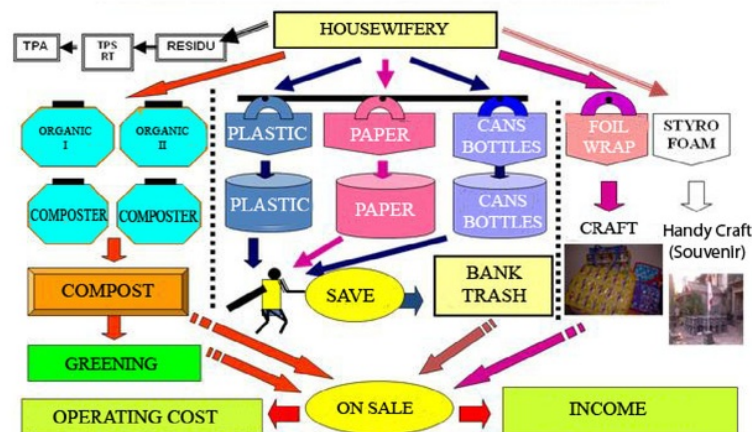 HOUSEWIFERY
TPA
TPS
RT
RESIDU
ORGANIC
I
ORGANIC
II
COMPOSTER
COMPOSTER
COMPOST
GREENING
PLASTIC
PAPER
CANS
BOTTLES
PLASTIC
PAPER
CANS
BOTTLES
SAVE
BANK
TRASH
FOIL
WRAP
STYRO
FOAM
CRAFT
Handy Craft
(Souvenir)
OPERATING COST
ON SALE
INCOME